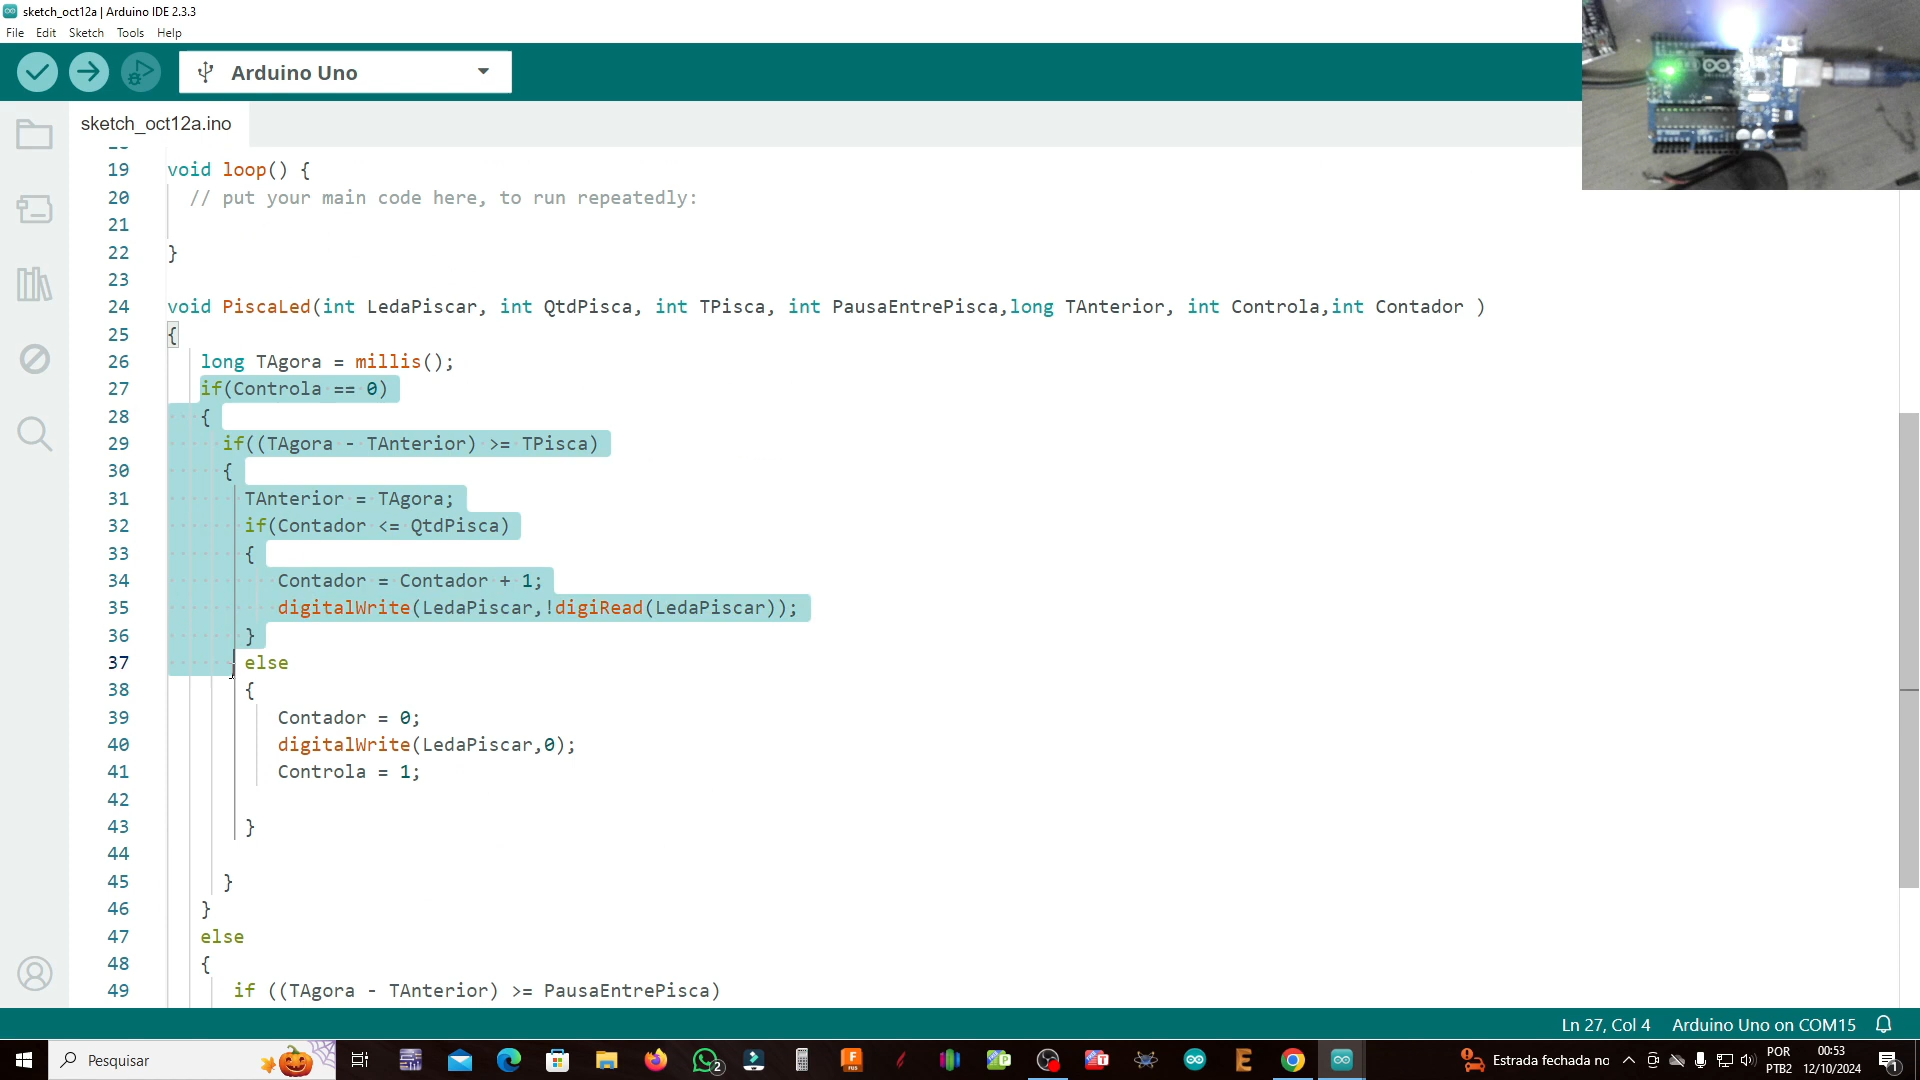 sketch_oct12a | Arduino IDE 2.3.3
File Edit Sketch Tools Help
Arduino Uno
sketch_oct12a.ino
19 void loop() {
20 // put your main code here, to run repeatedly:
21
22 }
23
24 void PiscaLed(int LedaPiscar, int QtdPisca, int TPisca, int PausaEntrePisca,long TAnterior, int Controla,int Contador )
25 {
26 long TAgora = millis();
27 if(Controla == 0)
28 {
29 if((TAgora - TAnterior) >= TPisca)
30 {
31 TAnterior = TAgora;
32 if(Contador <= QtdPisca)
33 {
34 Contador = Contador + 1;
35 digitalWrite(LedaPiscar,!digiRead(LedaPiscar));
36 }
37 else
38 {
39 Contador = 0;
40 digitalWrite(LedaPiscar,0);
41 Controla = 1;
42
43 }
44
45 }
46 }
47 else
48 {
49 if ((TAgora - TAnterior) >= PausaEntrePisca)
Ln 27, Col 4 Arduino Uno on COM15
Pesquisar
2
Estrada fechada no
POR
PTB2
00:53
12/10/2024
1